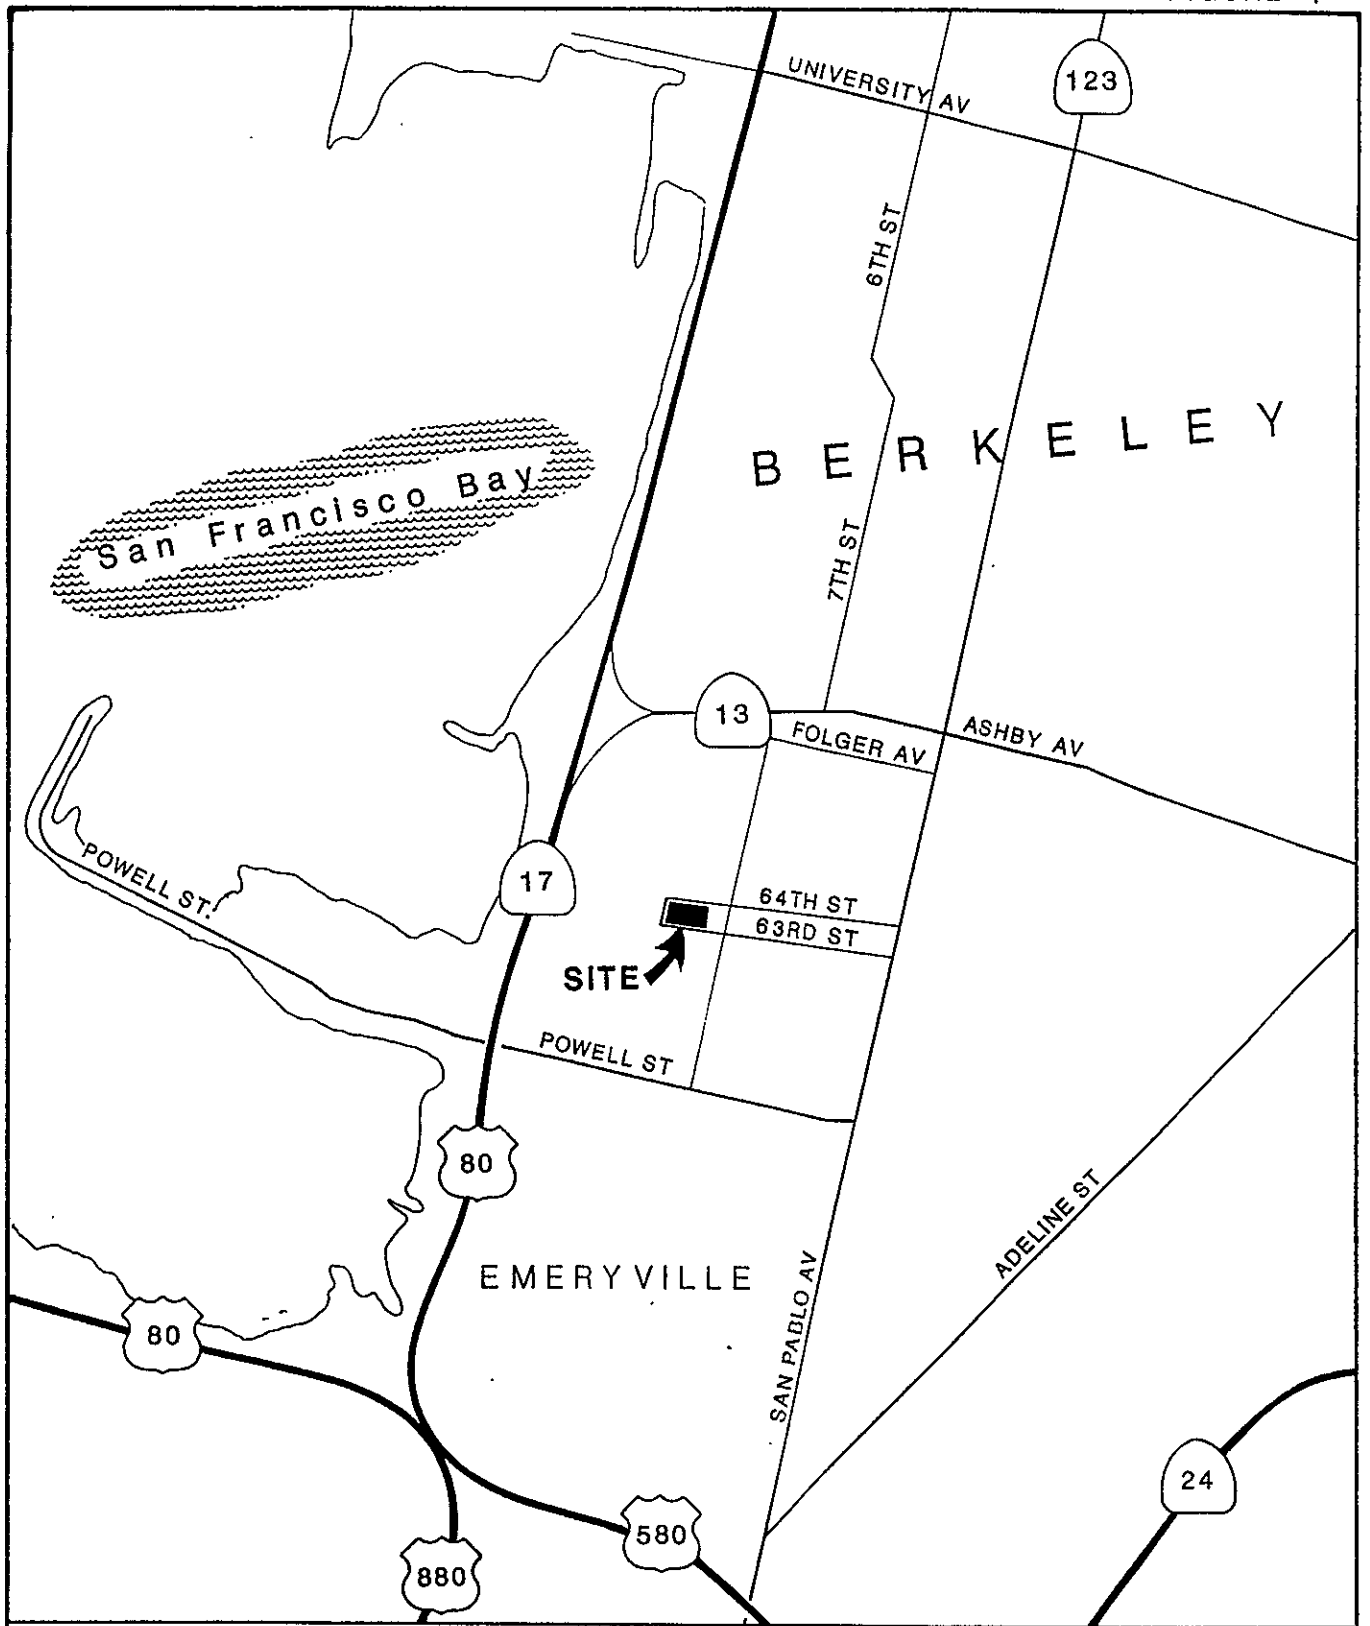 UNIVERSITY AV
123
6TH ST
BERKELEY
San Francisco Bay
7TH ST
13
FOLGER AV
ASHBY AV
POWELL ST.
17
64TH ST
63RD ST
SITE
POWELL ST
80
ADELINE ST
EMERYVILLE
SAN PABLO AV
80
24
580
880